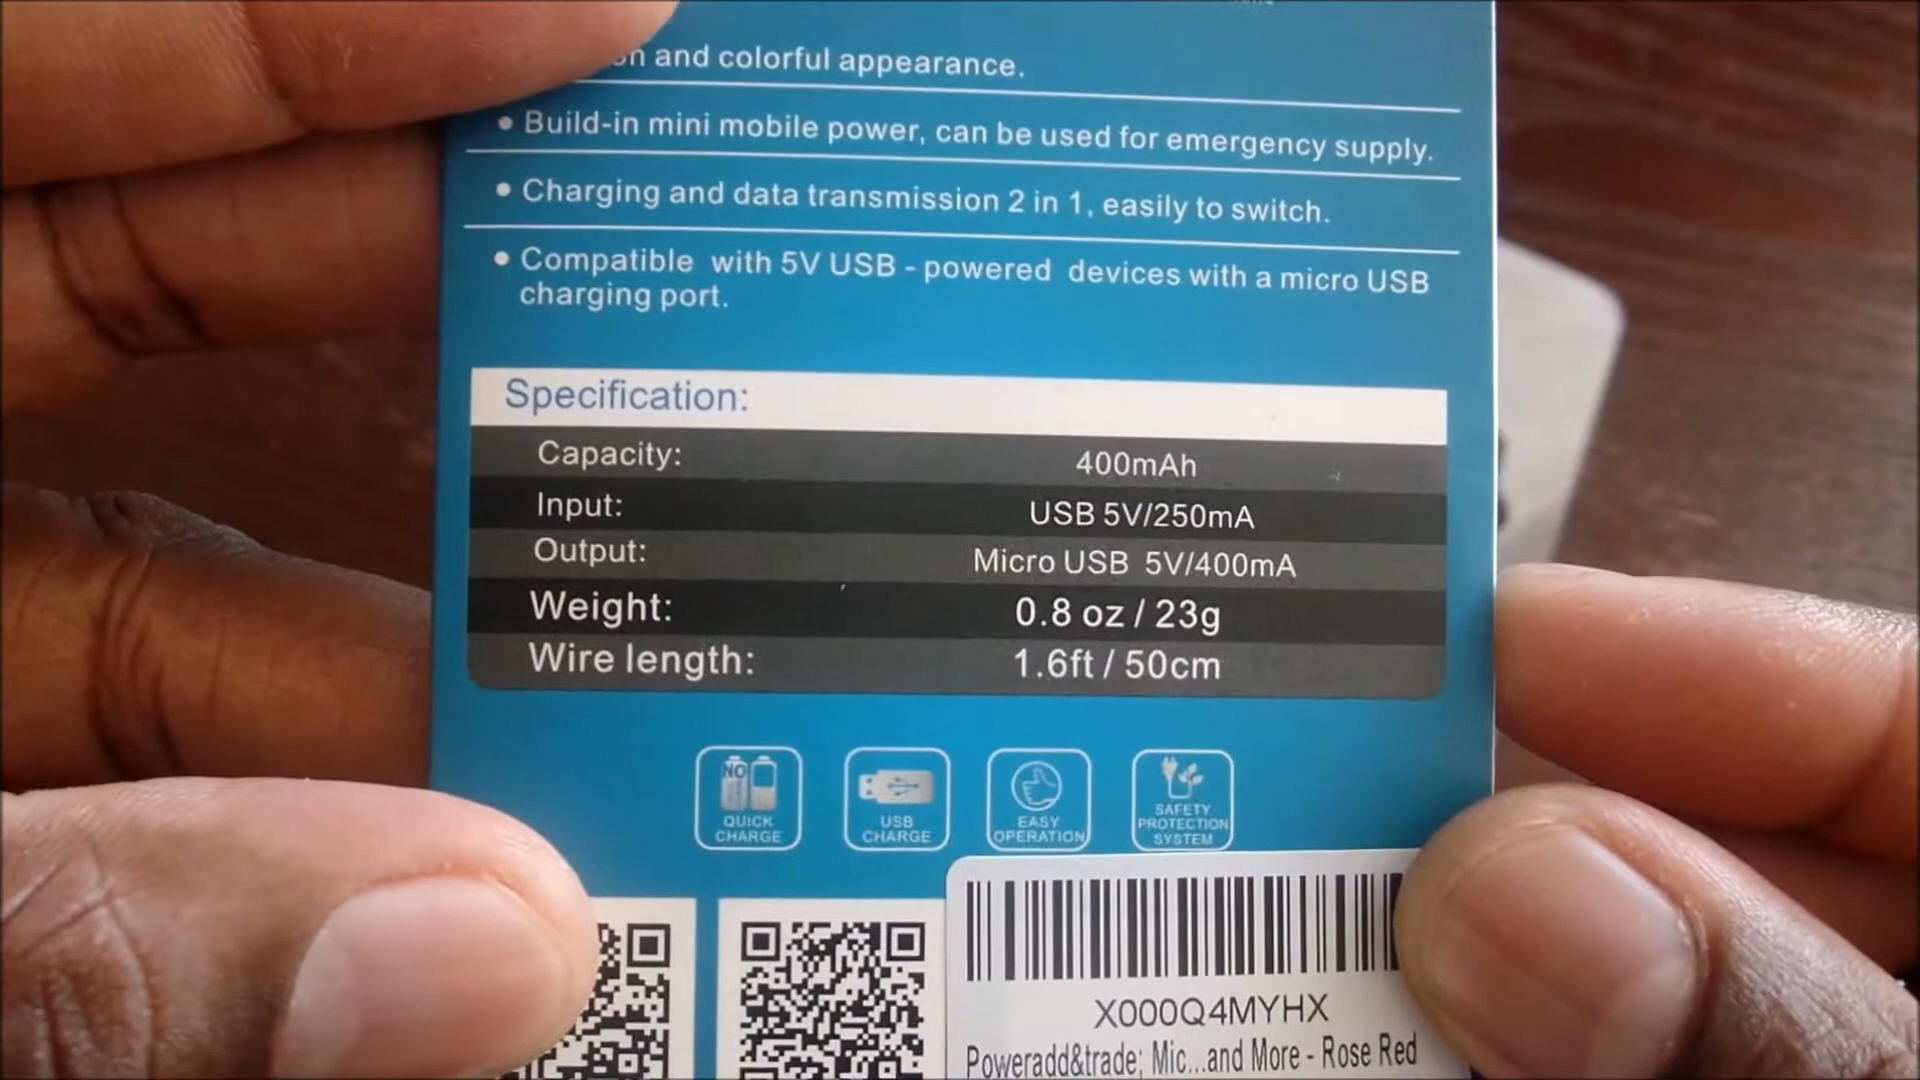 and colorful appearance.
• Build-in mini mobile power, can be used for emergency supply.
• Charging and data transmission 2 in 1, easily to switch.
• Compatible with 5V USB - powered devices with a micro USB
charging port.
Specification:
Capacity: 400mAh
Input: USB 5V/250mA
Output: Micro USB 5V/400mA
Weight: 0.8 oz / 23g
Wire length: 1.6ft / 50cm
NO
QUICK
CHARGE
USB
CHARGE
EASY
OPERATION
SAFETY
PROTECTION
SYSTEM
X000Q4MYHX
Poweradd&trade; Mic...and More - Rose Red